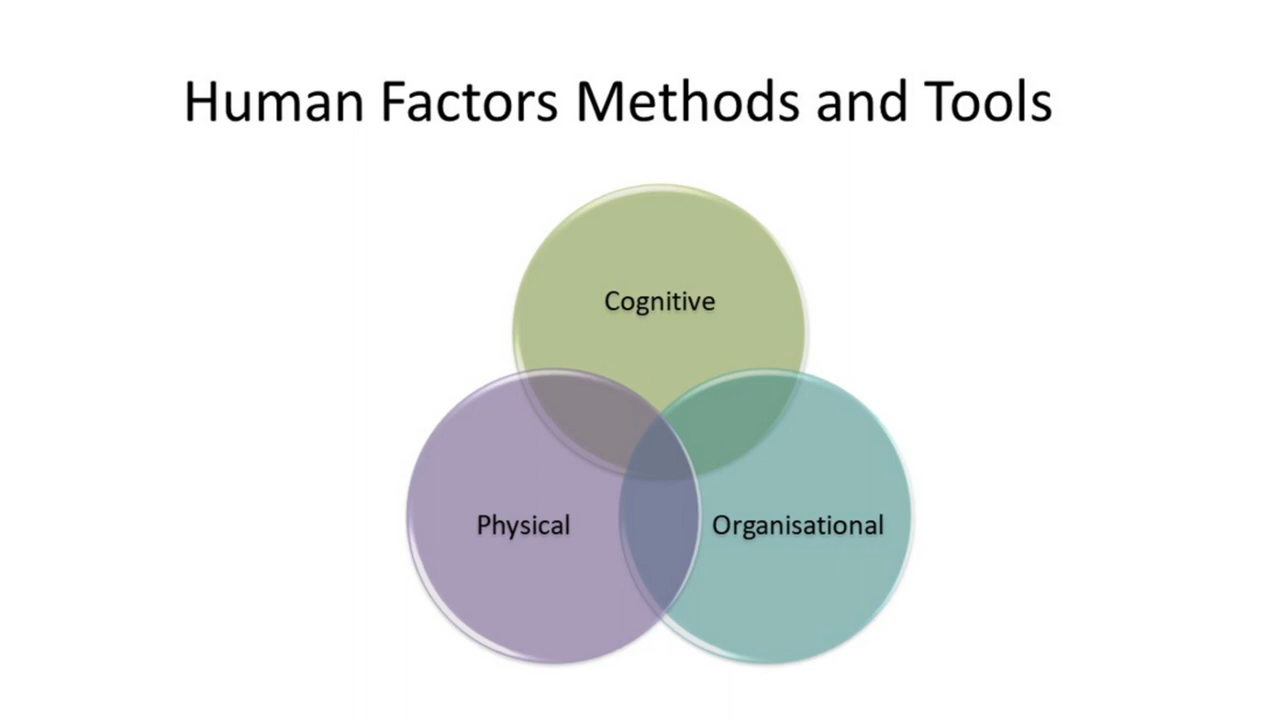 Human Factors Methods and Tools
Cognitive
Physical
Organisational